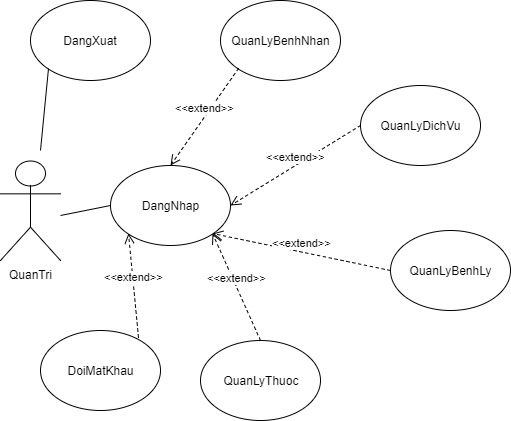 DangXuat
QuanLyBenhNhan
<<extend>>
QuanLyDichVu
<<extend>>
DangNhap
QuanTri
<<extend>>
QuanLyBenhLy
<<extend>>
<<extend>>
DoiMatKhau
QuanLyThuoc